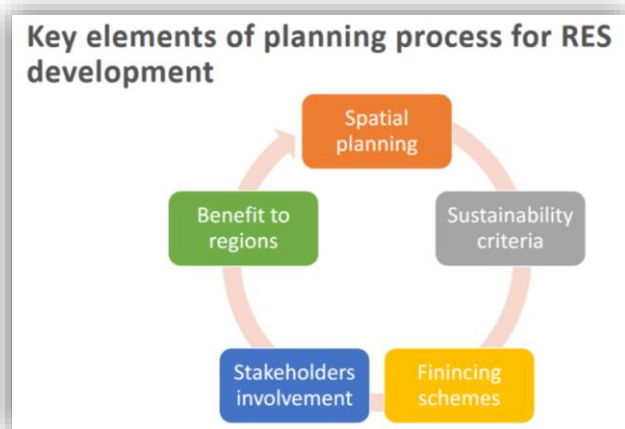 Key elements of planning process for RES
development
Spatial
planning
Benefit to
regions
Sustainability
criteria
Stakeholders
involvement
Finincing
schemes